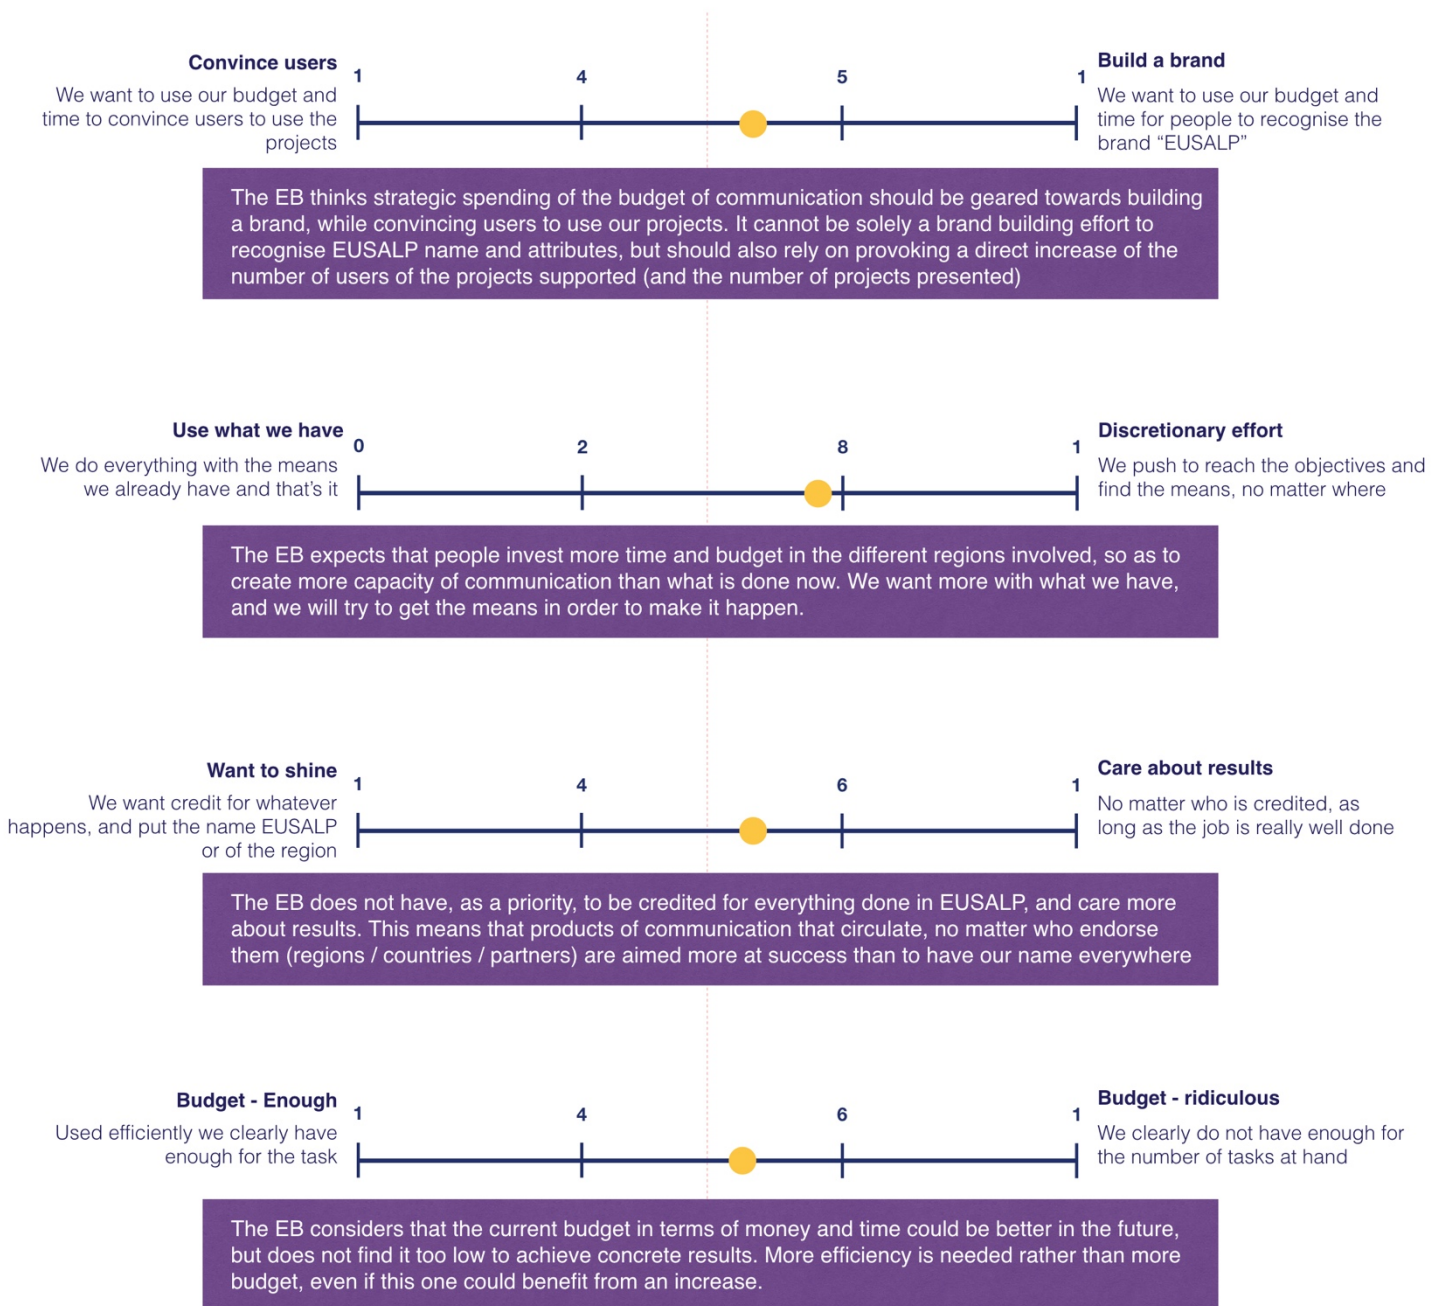 Convince users
We want to use our budget and
time to convince users to use the
projects
1
4
5
1
Build a brand
We want to use our budget and
time for people to recognise the
brand “EUSALP”
The EB thinks strategic spending of the budget of communication should be geared towards building
a brand, while convincing users to use our projects. It cannot be solely a brand building effort to
recognise EUSALP name and attributes, but should also rely on provoking a direct increase of the
number of users of the projects supported (and the number of projects presented)
Use what we have
We do everything with the means
we already have and that’s it
0
2
8
1
Discretionary effort
We push to reach the objectives and
find the means, no matter where
The EB expects that people invest more time and budget in the different regions involved, so as to
create more capacity of communication than what is done now. We want more with what we have,
and we will try to get the means in order to make it happen.
Want to shine
We want credit for whatever
happens, and put the name EUSALP
or of the region
1
4
6
1
Care about results
No matter who is credited, as
long as the job is really well done
The EB does not have, as a priority, to be credited for everything done in EUSALP, and care more
about results. This means that products of communication that circulate, no matter who endorse
them (regions / countries / partners) are aimed more at success than to have our name everywhere
Budget - Enough
Used efficiently we clearly have
enough for the task
1
4
6
1
Budget - ridiculous
We clearly do not have enough for
the number of tasks at hand
The EB considers that the current budget in terms of money and time could be better in the future,
but does not find it too low to achieve concrete results. More efficiency is needed rather than more
budget, even if this one could benefit from an increase.